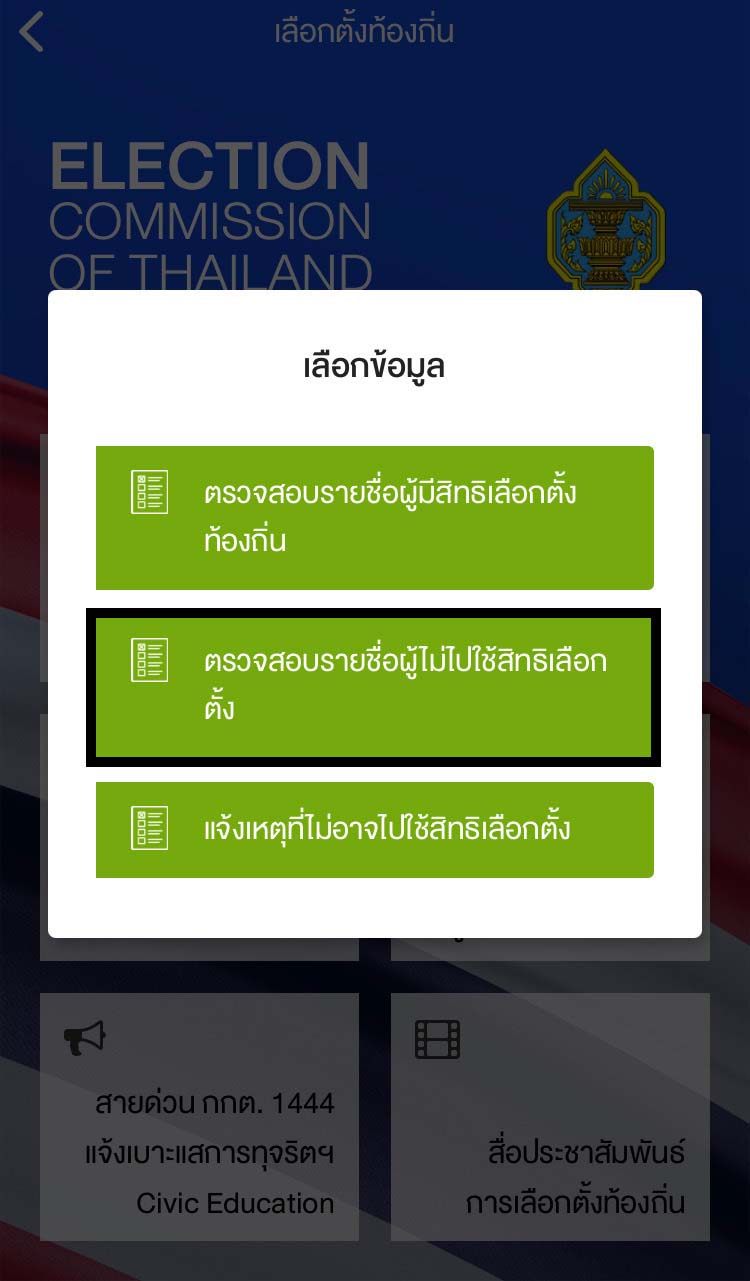 เลือกตั้งท้องถิ่น
ELECTION
COMMISSION
OF THAILAND
เลือกข้อมูล
ตรวจสอบรายชื่อผู้มีสิทธิเลือกตั้ง
ท้องถิ่น
ตรวจสอบรายชื่อผู้ไม่ไปใช้สิทธิเลือก
ตั้ง
แจ้งเหตุที่ไม่อาจไปใช้สิทธิเลือกตั้ง
สายด่วน กกต. 1444
แจ้งเบาะแสการทุจริตฯ
Civic Education
สื่อประชาสัมพันธ์
การเลือกตั้งท้องถิ่น